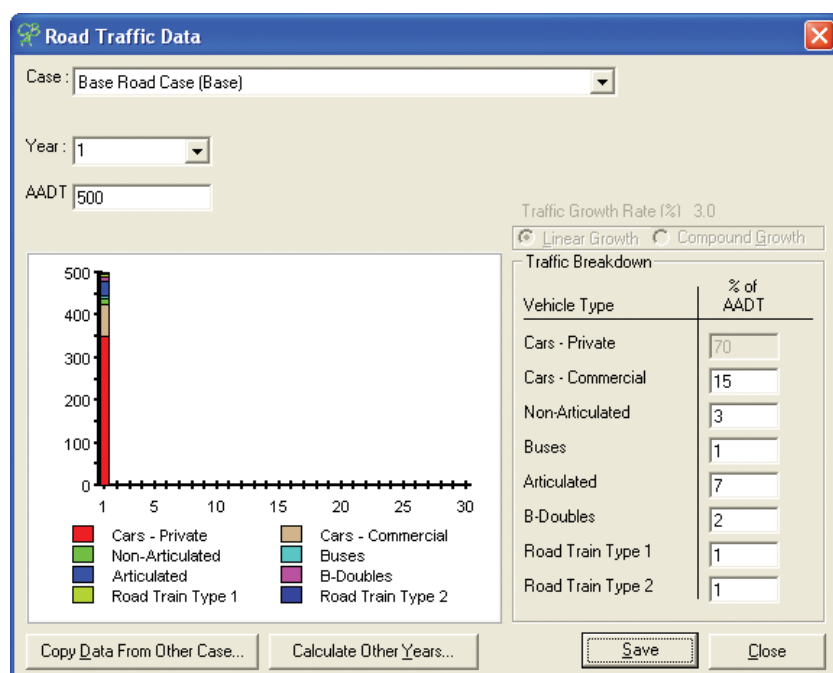 Road Traffic Data
Case : Base Road Case (Base)
Year : 1
AADT 500
Traffic Growth Rate (%) 3.0
Linear Growth Compound Growth
Traffic Breakdown
Vehicle Type % of AADT
Cars - Private 70
Cars - Commercial 15
Non-Articulated 3
Buses 1
Articulated 7
B-Doubles 2
Road Train Type 1 1
Road Train Type 2 1
500
400
300
200
100
0
1 5 10 15 20 25 30
Cars - Private Cars - Commercial
Non-Articulated Buses
Articulated B-Doubles
Road Train Type 1 Road Train Type 2
Copy Data From Other Case... Calculate Other Years... Save Close